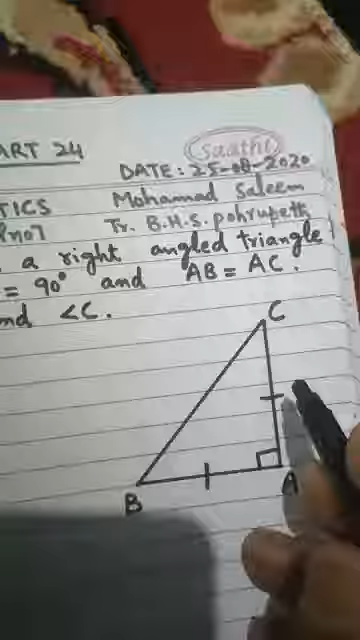 ART 24
saathi
DATE: 25-08-2020
TICS Mohammad Saleem
Tr. B.H.S. pohrupeth
a right angled triangle
= 90° and AB = AC.
nd <C.
C
B
A